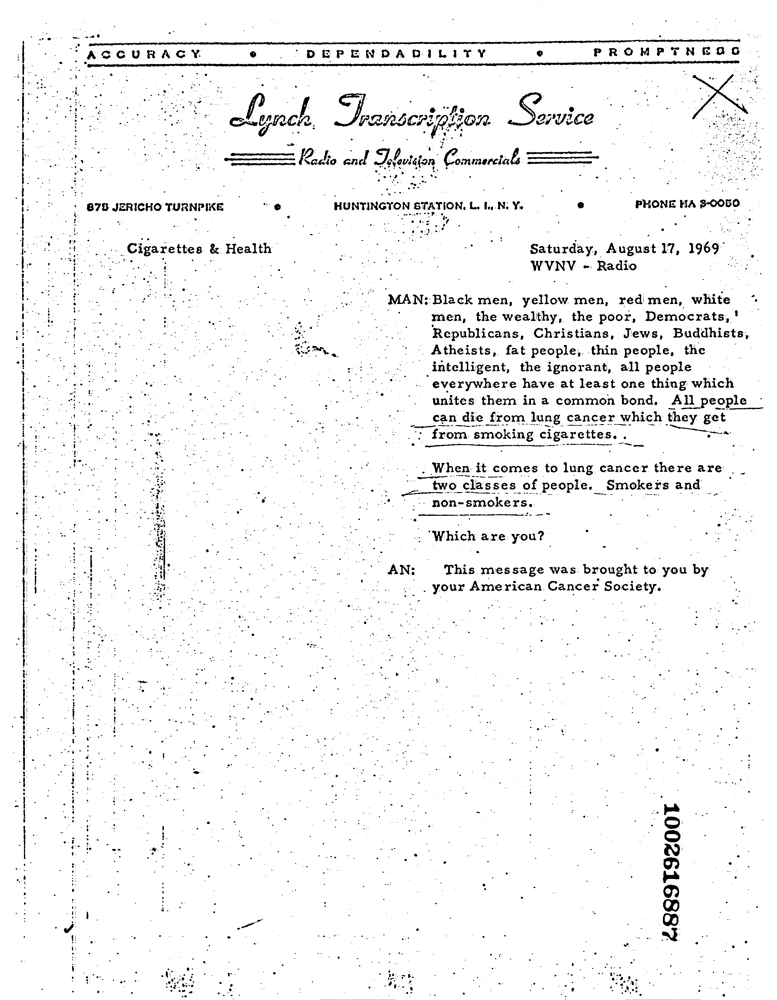 ACCURACY • DEPENDABILITY • PROMPTNESS
Lynch Transcription Service
Radio and Television Commercials
875 JERICHO TURNPIKE • HUNTINGTON STATION, L. I., N. Y. • PHONE HA 3-0050
Cigarettes & Health
Saturday, August 17, 1969
WVNV - Radio
MAN: Black men, yellow men, red men, white
men, the wealthy, the poor, Democrats,
Republicans, Christians, Jews, Buddhists,
Atheists, fat people, thin people, the
intelligent, the ignorant, all people
everywhere have at least one thing which
unites them in a common bond. All people
can die from lung cancer which they get
from smoking cigarettes.
When it comes to lung cancer there are
two classes of people. Smokers and
non-smokers.
Which are you?
AN: This message was brought to you by
your American Cancer Society.
1002616887